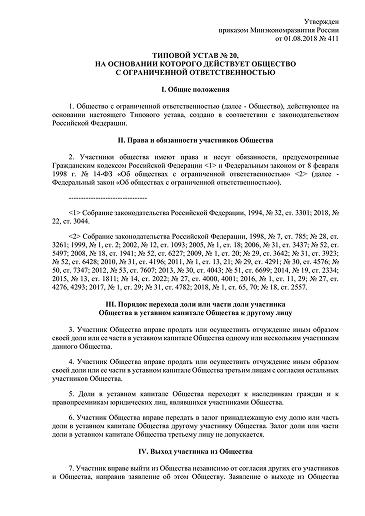 Утвержден
приказом Минэкономразвития России
от 01.08.2018 № 411
ТИПОВОЙ УСТАВ № 20,
НА ОСНОВАНИИ КОТОРОГО ДЕЙСТВУЕТ ОБЩЕСТВО
С ОГРАНИЧЕННОЙ ОТВЕТСТВЕННОСТЬЮ
I. Общие положения
1. Общество с ограниченной ответственностью (далее - Общество), действующее на
основании настоящего Типового устава, создано в соответствии с законодательством
Российской Федерации.
II. Права и обязанности участников Общества
2. Участники общества имеют права и несут обязанности, предусмотренные
Гражданским кодексом Российской Федерации <1> и Федеральным законом от 8 февраля
1998 г. № 14-ФЗ «Об обществах с ограниченной ответственностью» <2> (далее -
Федеральный закон «Об обществах с ограниченной ответственностью»).
--------------------------------
<1> Собрание законодательства Российской Федерации, 1994, № 32, ст. 3301; 2018, №
22, ст. 3044.
<2> Собрание законодательства Российской Федерации, 1998, № 7, ст. 785; № 28, ст.
3261; 1999, № 1, ст. 2; 2002, № 12, ст. 1093; 2005, № 1, ст. 18; 2006, № 31, ст. 3437; № 52, ст.
5497; 2008, № 18, ст. 1941; № 52, ст. 6227; 2009, № 1, ст. 20; № 29, ст. 3642; № 31, ст. 3923;
№ 52, ст. 6428; 2010, № 31, ст. 4196; 2011, № 1, ст. 13, 21; № 29, ст. 4291; № 30, ст. 4576; №
50, ст. 7347; 2012, № 53, ст. 7607; 2013, № 30, ст. 4043; № 51, ст. 6699; 2014, № 19, ст. 2334;
2015, № 13, ст. 1811; № 14, ст. 2022; № 27, ст. 4000, 4001; 2016, № 1, ст. 11, 29; № 27, ст.
4276, 4293; 2017, № 1, ст. 29; № 31, ст. 4782; 2018, № 1, ст. 65, 70; № 18, ст. 2557.
III. Порядок перехода доли или части доли участника
Общества в уставном капитале Общества к другому лицу
3. Участник Общества вправе продать или осуществить отчуждение иным образом
своей доли или ее части в уставном капитале Общества одному или нескольким участникам
данного Общества.
4. Участник Общества вправе продать или осуществить отчуждение иным образом
своей доли или ее части в уставном капитале Общества третьим лицам с согласия остальных
участников Общества.
5. Доли в уставном капитале Общества переходят к наследникам граждан и к
правопреемникам юридических лиц, являвшихся участниками Общества.
6. Участник Общества вправе передать в залог принадлежащую ему долю или часть
доли в уставном капитале Общества другому участнику Общества. Залог доли или части
доли в уставном капитале Общества третьему лицу не допускается.
IV. Выход участника из Общества
7. Участник вправе выйти из Общества независимо от согласия других его участников
и Общества, направив заявление об этом Обществу. Заявление о выходе из Общества